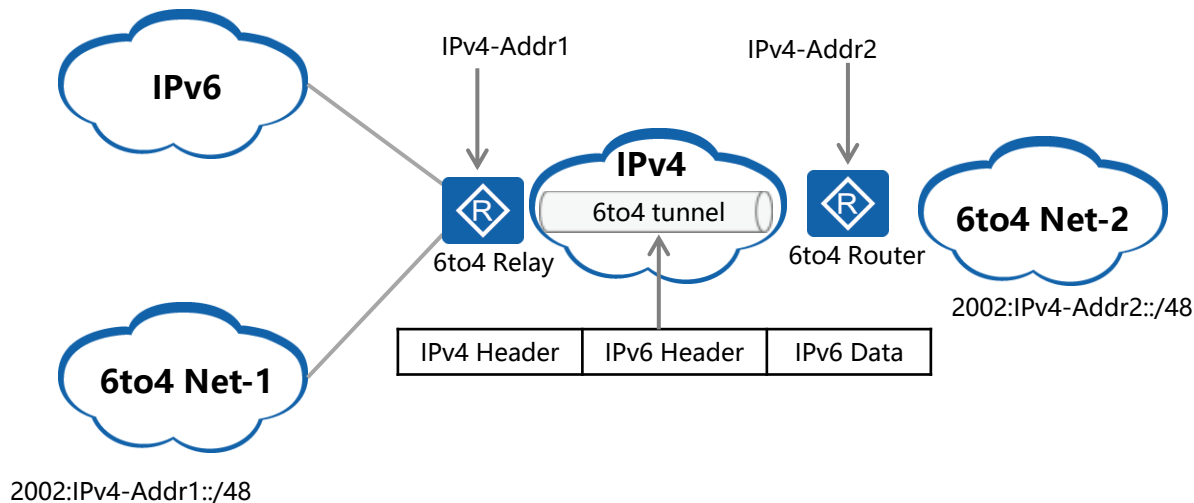 IPv4-Addr1
IPv4-Addr2
IPv6
IPv4
R
6to4 tunnel
R
6to4 Net-2
6to4 Relay
6to4 Router
2002:IPv4-Addr2::/48
IPv4 Header
IPv6 Header
IPv6 Data
6to4 Net-1
2002:IPv4-Addr1::/48